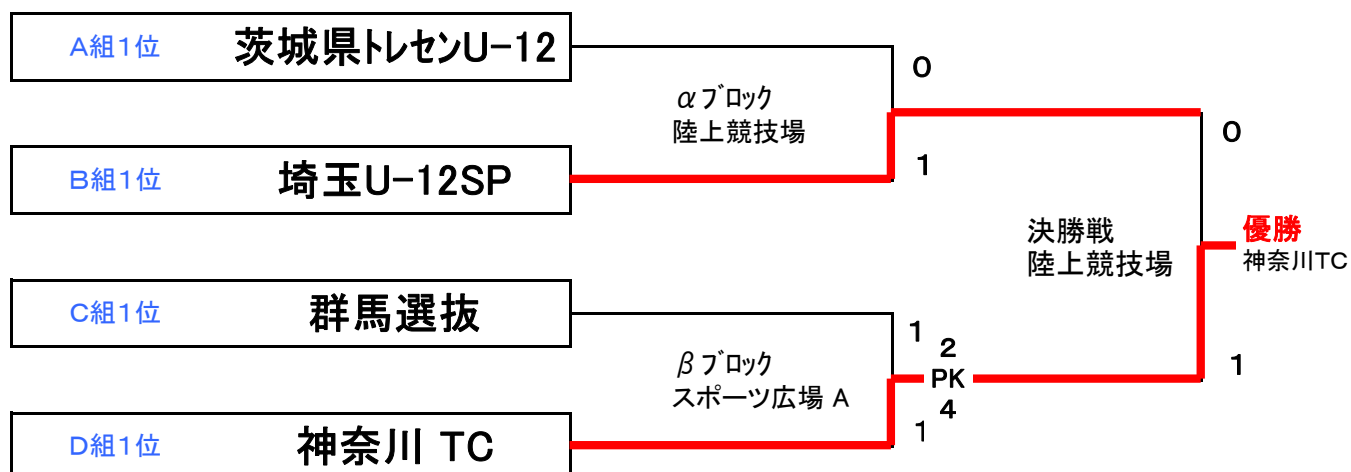 A組1位 茨城県トレセンU-12
0
αブロック
陸上競技場
0
1
B組1位 埼玉U-12SP
決勝戦
陸上競技場
優勝
神奈川TC
C組1位 群馬選抜
1
2
βブロック
スポーツ広場 A
PK
1
4
1
D組1位 神奈川 TC